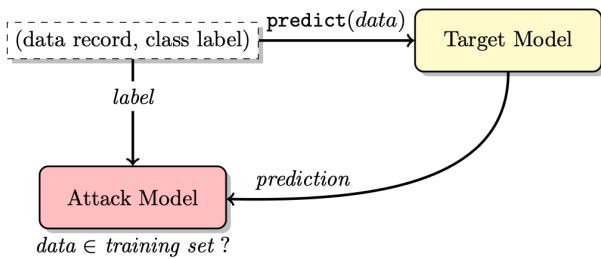 (data record, class label)
predict(data)
Target Model
label
prediction
Attack Model
data ∈ training set ?